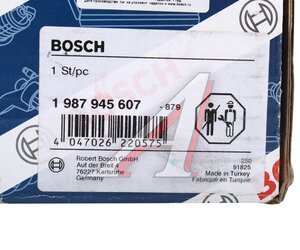 BOSCH
BOSCH
1 St/pc
1 987 945 607
- 879
4 047026 220575
Robert Bosch GmbH
Auf der Breit 4
76227 Karlsruhe
Germany
91825
Made in Turkey
Fabriqué en Turquie